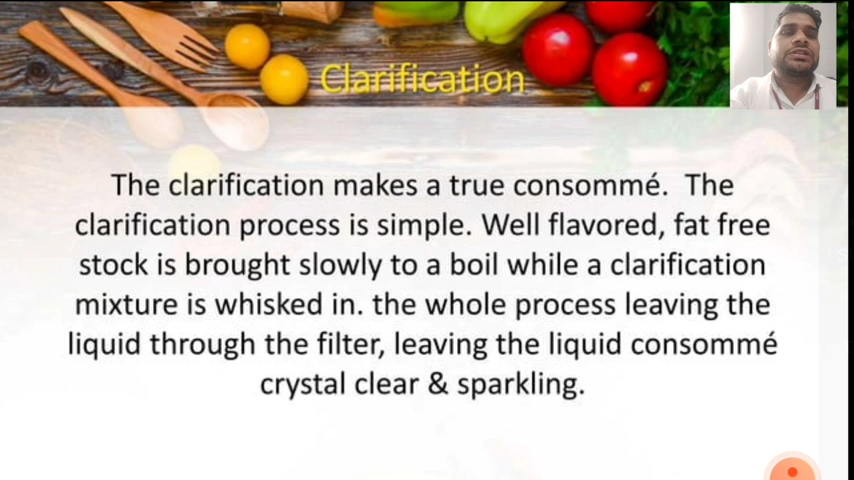 Clarification
The clarification makes a true consommé.  The
clarification process is simple. Well flavored, fat free
stock is brought slowly to a boil while a clarification
mixture is whisked in. the whole process leaving the
liquid through the filter, leaving the liquid consommé
crystal clear & sparkling.